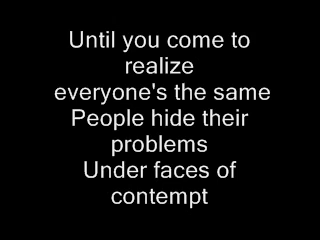 Until you come to
realize
everyone's the same
People hide their
problems
Under faces of
contempt